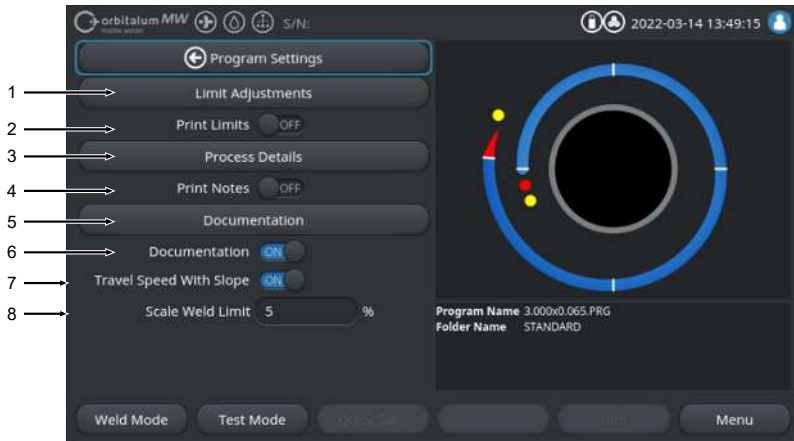 orbitalum MW S/N: 2022-03-14 13:49:15
Program Settings
1 Limit Adjustments
2 Print Limits OFF
3 Process Details
4 Print Notes OFF
5 Documentation
6 Documentation ON
7 Travel Speed With Slope ON
8 Scale Weld Limit 5 %
Program Name 3.000x0.065.PRG
Folder Name STANDARD
Weld Mode Test Mode Quick Save Menu